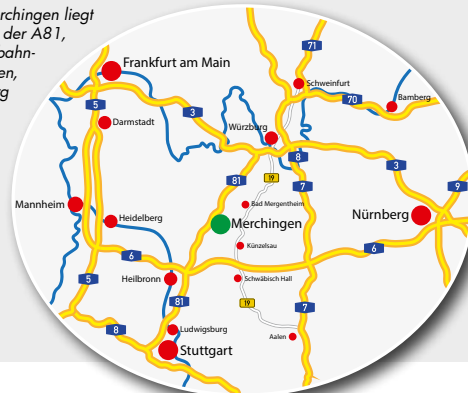 rchingen liegt
der A81,
bahn-
en,
rg
Frankfurt am Main
71
Schweinfurt
5
3
70
Bamberg
Darmstadt
Würzburg
8
3
81
19
7
9
Bad Mergentheim
Mannheim
Heidelberg
Merchingen
Nürnberg
6
Künzelsau
6
5
Heilbronn
Schwäbisch Hall
81
19
7
8
Ludwigsburg
Aalen
Stuttgart